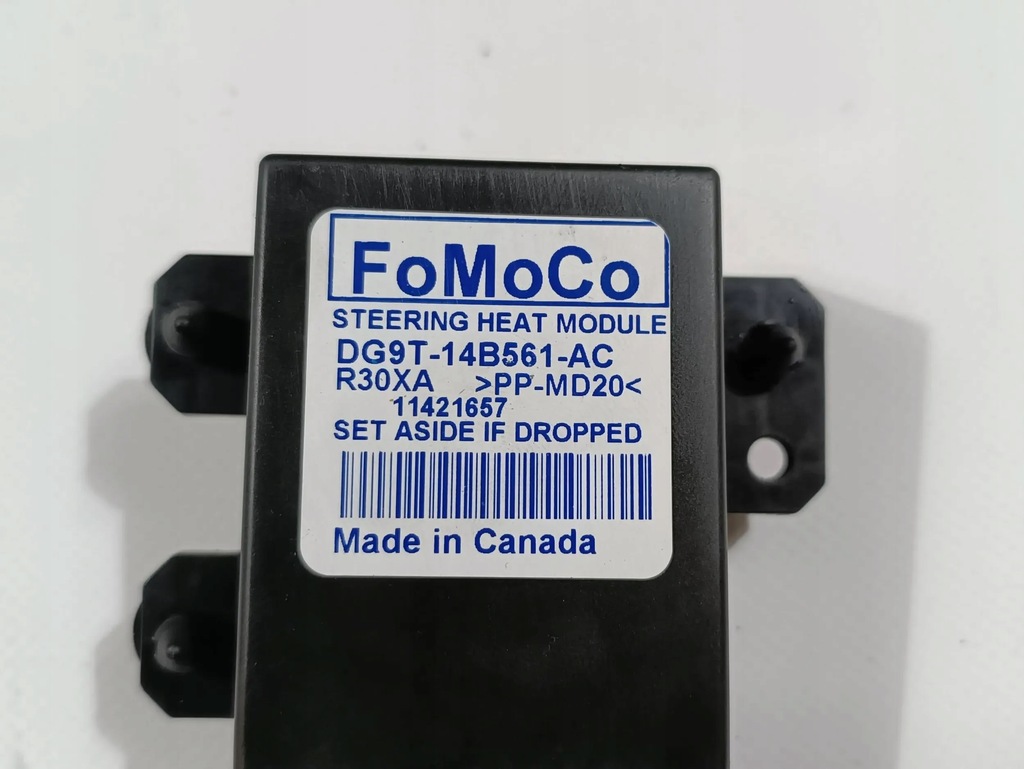 FoMoCo
STEERING HEAT MODULE
DG9T-14B561-AC
R30XA >PP-MD20<
11421657
SET ASIDE IF DROPPED
Made in Canada